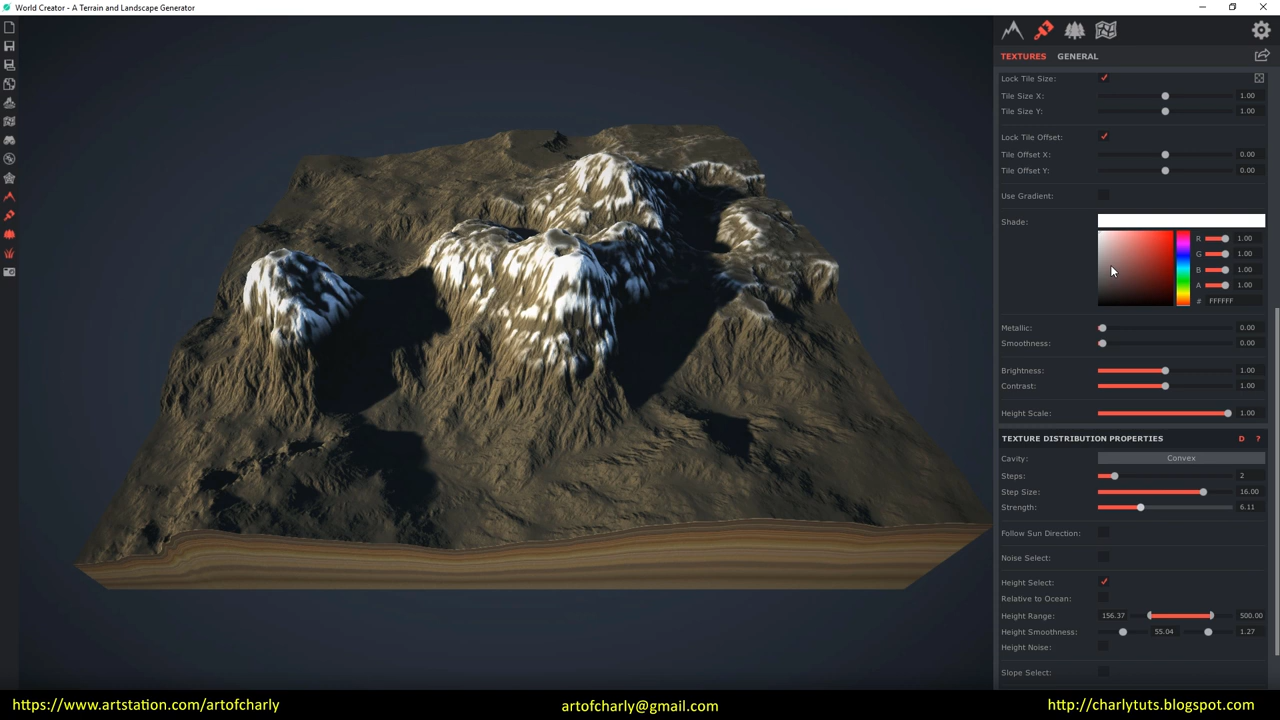 World Creator - A Terrain and Landscape Generator
TEXTURES GENERAL
Lock Tile Size:
Tile Size X: 1.00
Tile Size Y: 1.00
Lock Tile Offset:
Tile Offset X: 0.00
Tile Offset Y: 0.00
Use Gradient:
Shade:
R 1.00
G 1.00
B 1.00
A 1.00
# FFFFFF
Metallic: 0.00
Smoothness: 0.00
Brightness: 1.00
Contrast: 1.00
Height Scale: 1.00
TEXTURE DISTRIBUTION PROPERTIES D ?
Cavity: Convex
Steps: 2
Step Size: 16.00
Strength: 6.11
Follow Sun Direction:
Noise Select:
Height Select:
Relative to Ocean:
Height Range: 156.37 500.00
Height Smoothness: 55.04 1.27
Height Noise:
Slope Select:
https://www.artstation.com/artofcharly artofcharly@gmail.com http://charlytuts.blogspot.com